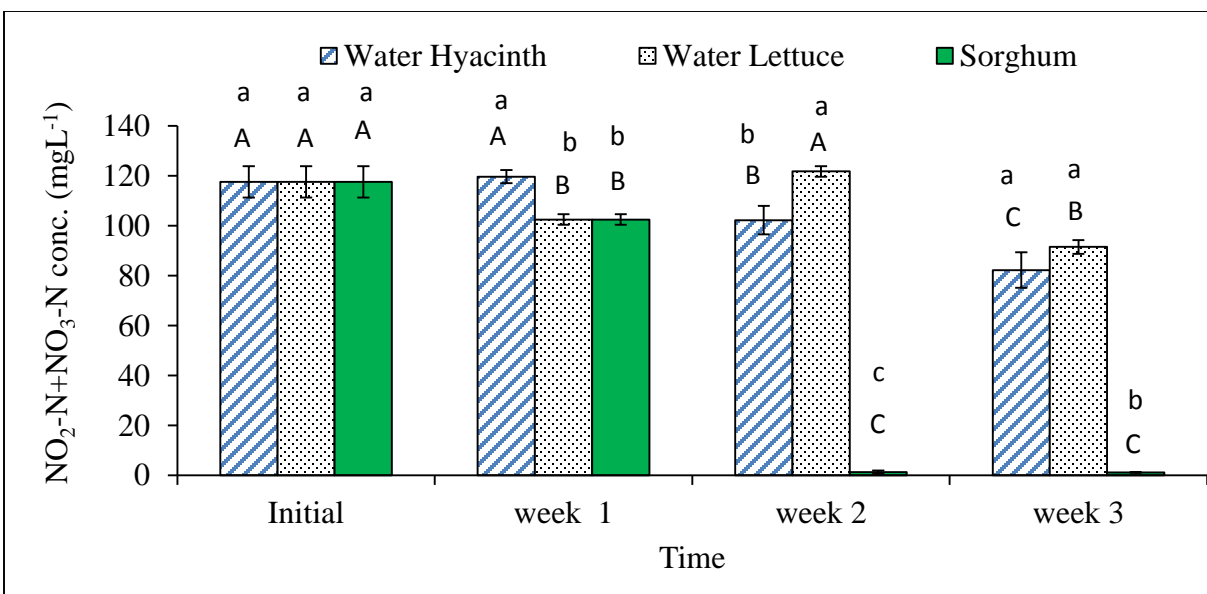 Water Hyacinth Water Lettuce Sorghum
a a a a b b b a a a
A A A A B B B A C B
c C b C
NO₂-N+NO₃-N conc. (mgL⁻¹)
140
120
100
80
60
40
20
0
Initial week 1 week 2 week 3
Time